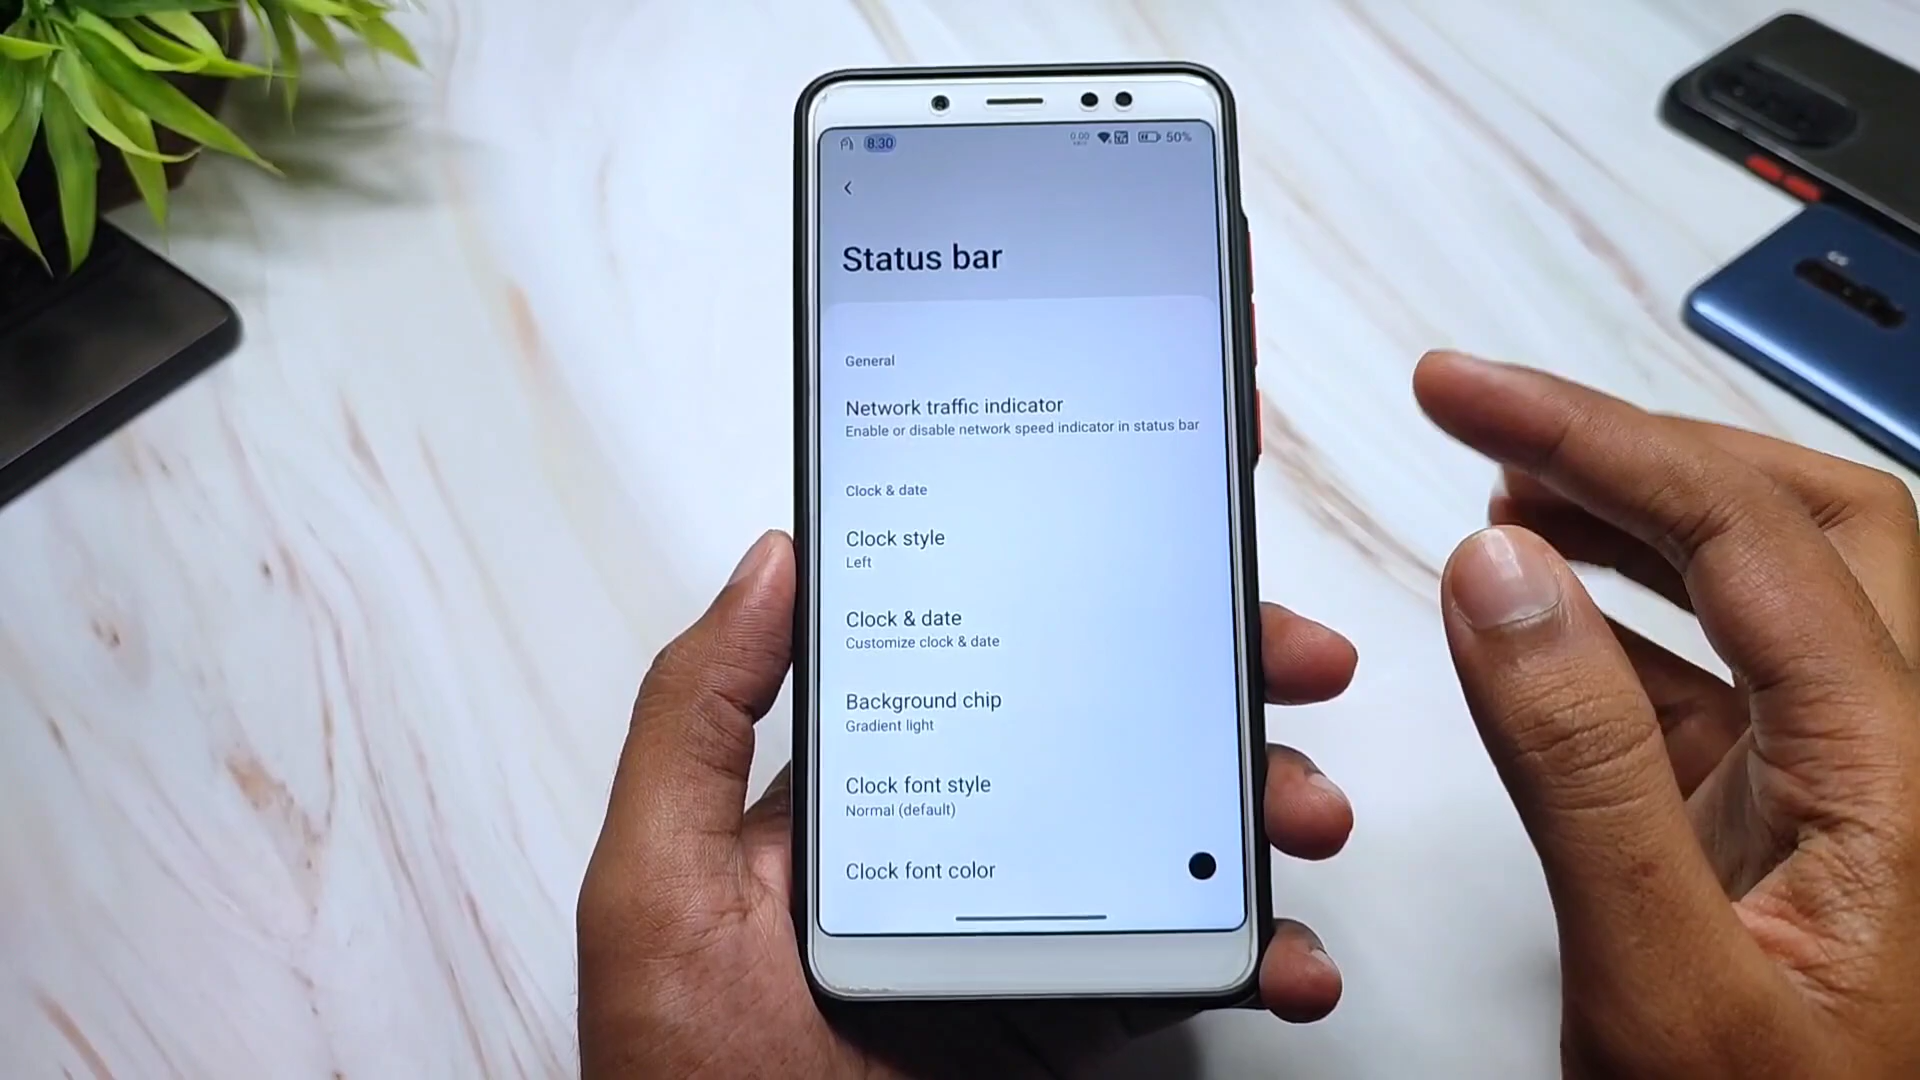 8:30
0.00
50%
Status bar
General
Network traffic indicator
Enable or disable network speed indicator in status bar
Clock & date
Clock style
Left
Clock & date
Customize clock & date
Background chip
Gradient light
Clock font style
Normal (default)
Clock font color